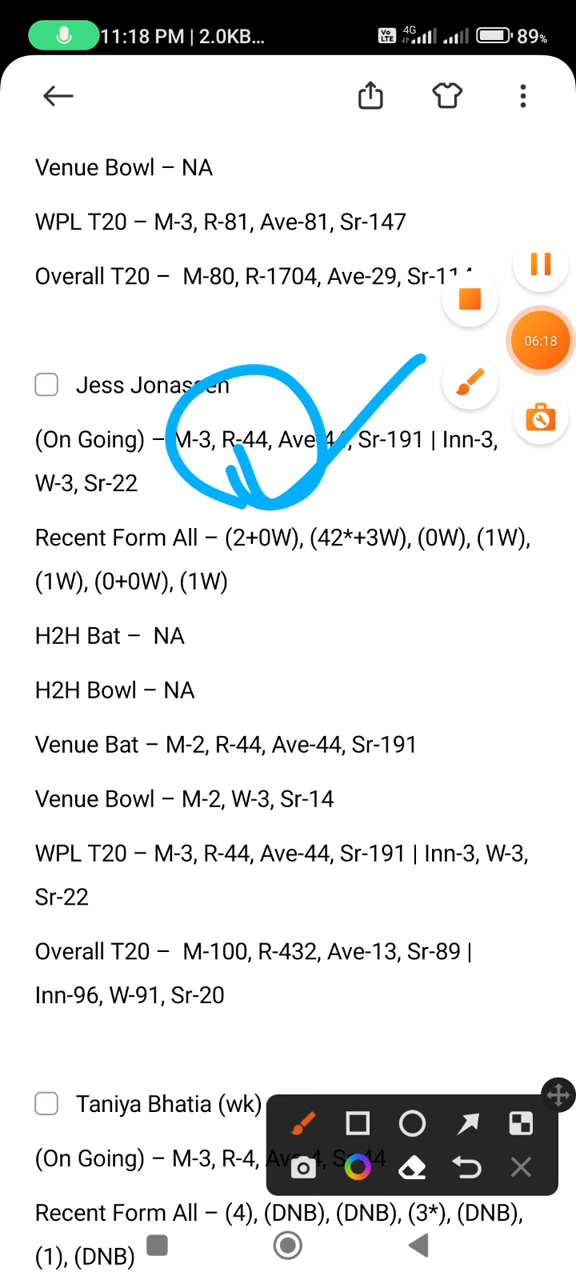 11:18 PM | 2.0KB... Vo LTE 4G 89%
Venue Bowl – NA
WPL T20 – M-3, R-81, Ave-81, Sr-147
Overall T20 – M-80, R-1704, Ave-29,
06:18
Jess Jonassen
(On Going) – M-3, R-44, Ave-44, Sr-191 | Inn-3,
W-3, Sr-22
Recent Form All – (2+0W), (42*+3W), (0W), (1W),
(1W), (0+0W), (1W)
H2H Bat – NA
H2H Bowl – NA
Venue Bat – M-2, R-44, Ave-44, Sr-191
Venue Bowl – M-2, W-3, Sr-14
WPL T20 – M-3, R-44, Ave-44, Sr-191 | Inn-3, W-3,
Sr-22
Overall T20 – M-100, R-432, Ave-13, Sr-89 |
Inn-96, W-91, Sr-20
Taniya Bhatia (wk)
(On Going) – M-3, R-4,
Recent Form All – (4), (DNB), (DNB), (3*), (DNB),
(1), (DNB)